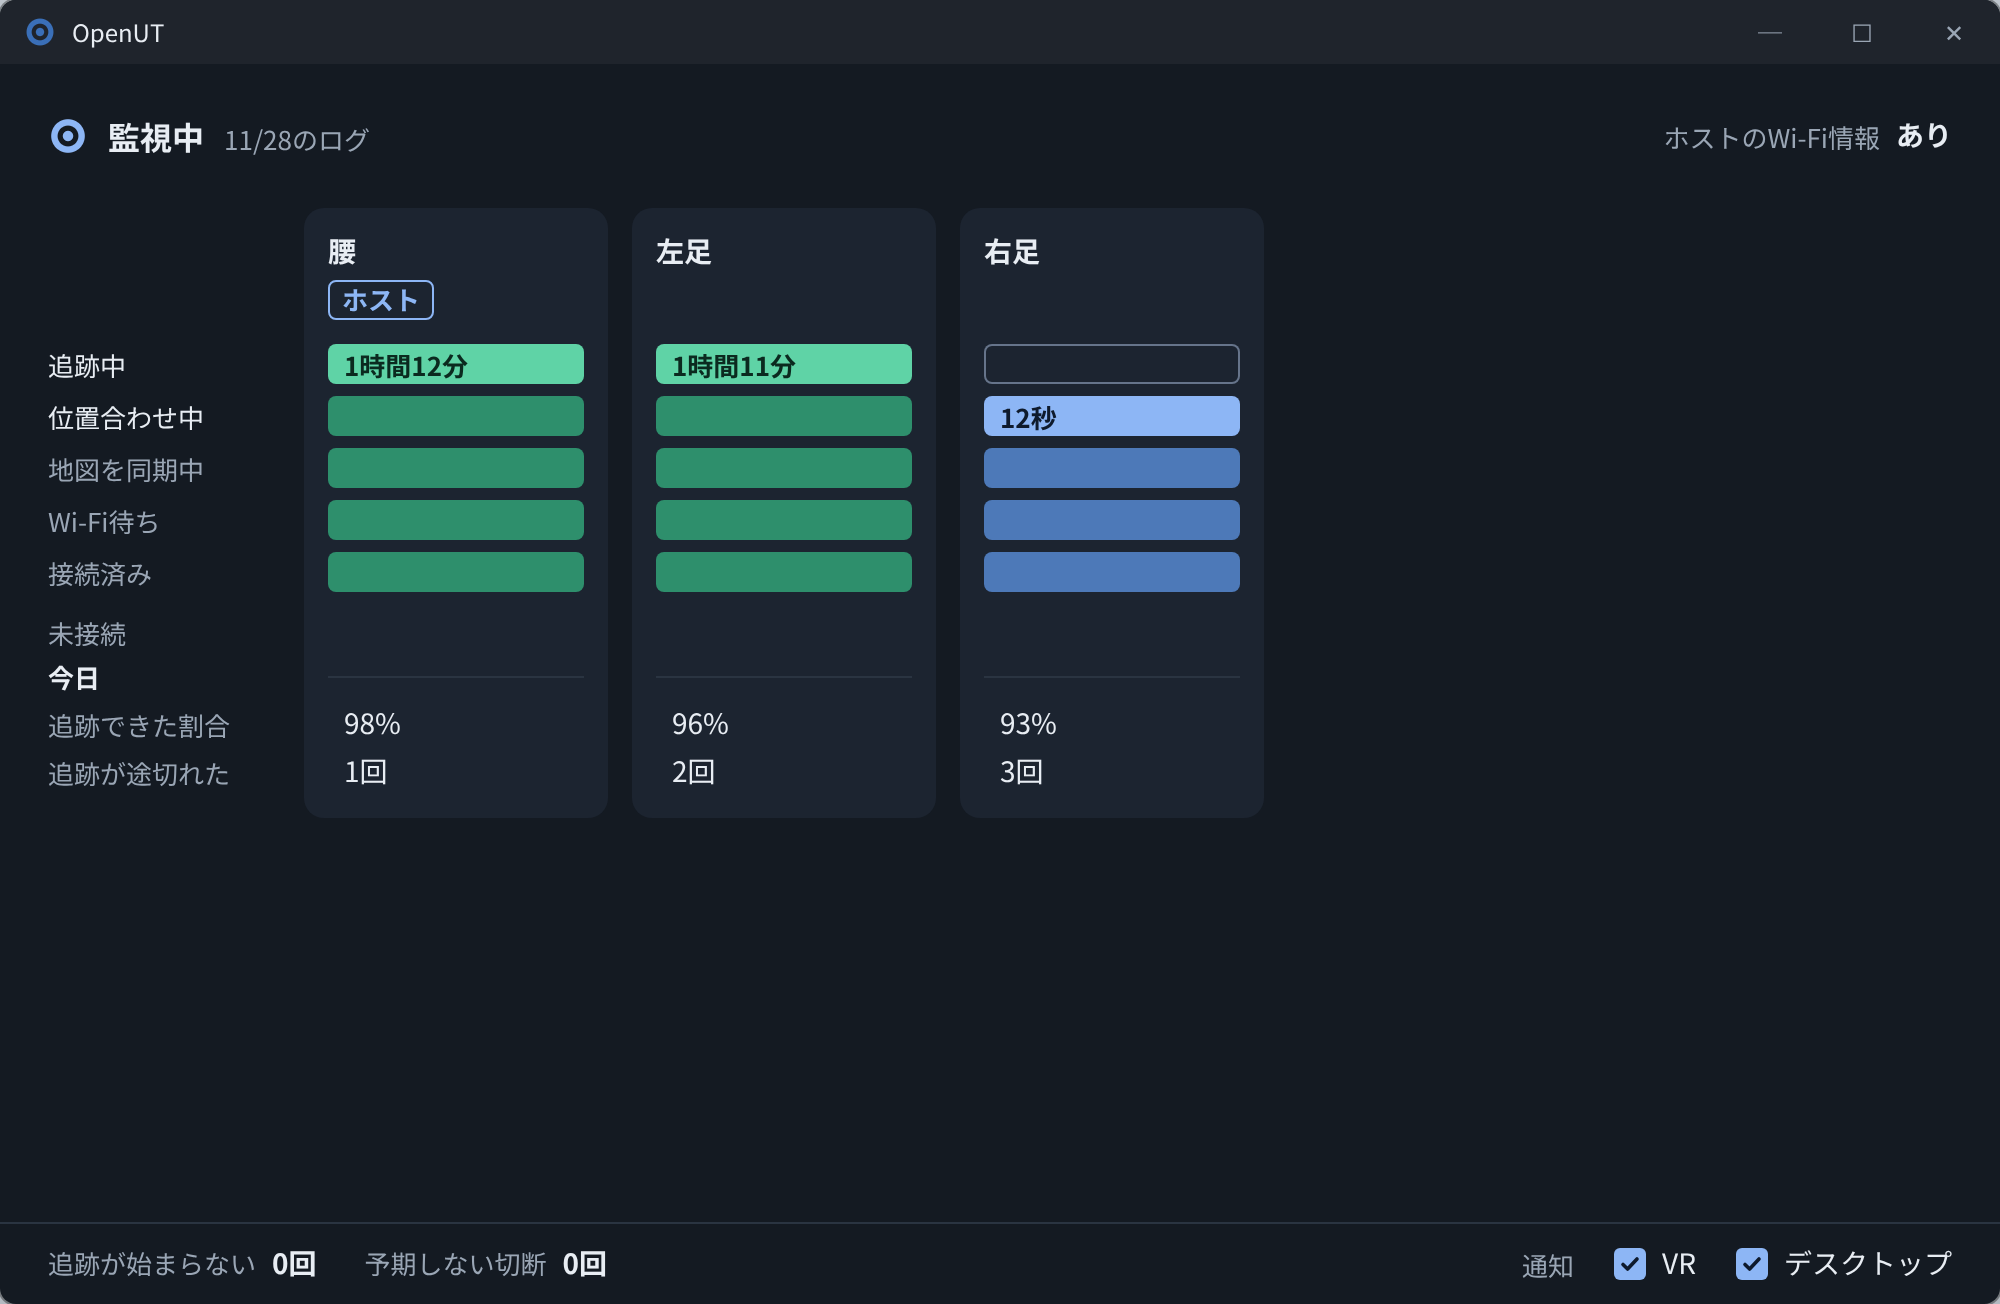 OpenUT
監視中 11/28のログ ホストのWi-Fi情報 あり
腰 左足 右足
ホスト
追跡中 1時間12分 1時間11分
位置合わせ中 12秒
地図を同期中
Wi-Fi待ち
接続済み
未接続
今日
追跡できた割合 98% 96% 93%
追跡が途切れた 1回 2回 3回
追跡が始まらない 0回 予期しない切断 0回 通知 VR デスクトップ